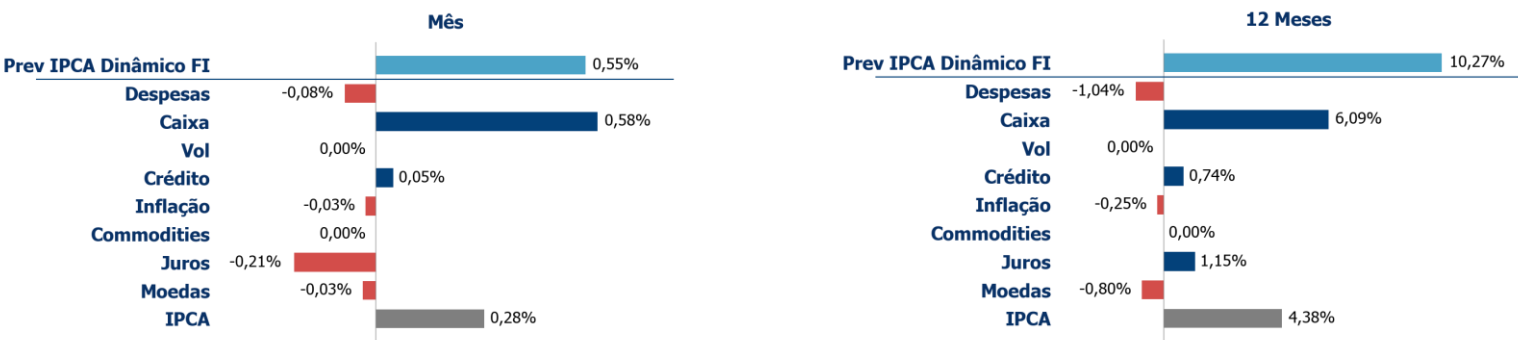 Mês
Prev IPCA Dinâmico FI 0,55%
Despesas -0,08%
Caixa 0,58%
Vol 0,00%
Crédito 0,05%
Inflação -0,03%
Commodities 0,00%
Juros -0,21%
Moedas -0,03%
IPCA 0,28%
12 Meses
Prev IPCA Dinâmico FI 10,27%
Despesas -1,04%
Caixa 6,09%
Vol 0,00%
Crédito 0,74%
Inflação -0,25%
Commodities 0,00%
Juros 1,15%
Moedas -0,80%
IPCA 4,38%